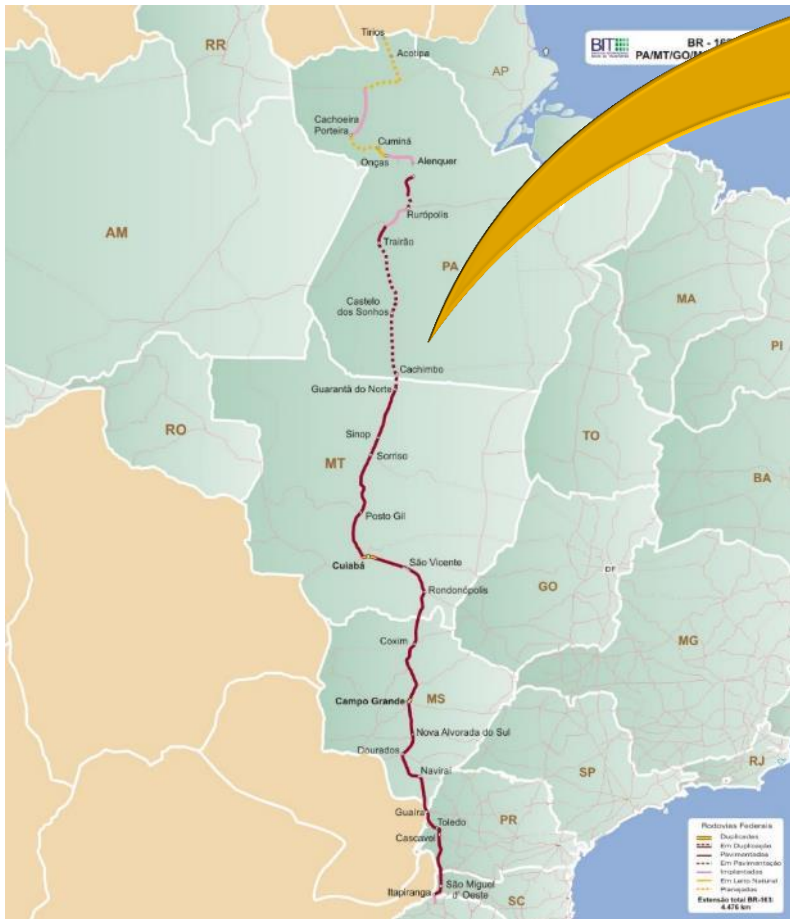 Tirios
Acotipa
RR
BIT
BR - 163
PA/MT/GO/M
AP
Cachoeira
Porteira
Cuminá
Onças
Alenquer
AM
Rurópolis
Trairão
PA
MA
Castelo
dos Sonhos
PI
Cachimbo
Guarantã do Norte
RO
Sinop
TO
Sorriso
MT
BA
Posto Gil
Cuiabá
São Vicente
DF
GO
Rondonópolis
MG
Coxim
Campo Grande
MS
Nova Alvorada do Sul
Dourados
Naviraí
SP
RJ
Guaíra
Toledo
PR
Cascavel
São Miguel
d' Oeste
Itapiranga
SC
Rodovias Federais
Duplicadas
Em Duplicação
Pavimentadas
Em Pavimentação
Implantadas
Em Leito Natural
Planejadas
Extensão total BR-163:
4.476 km